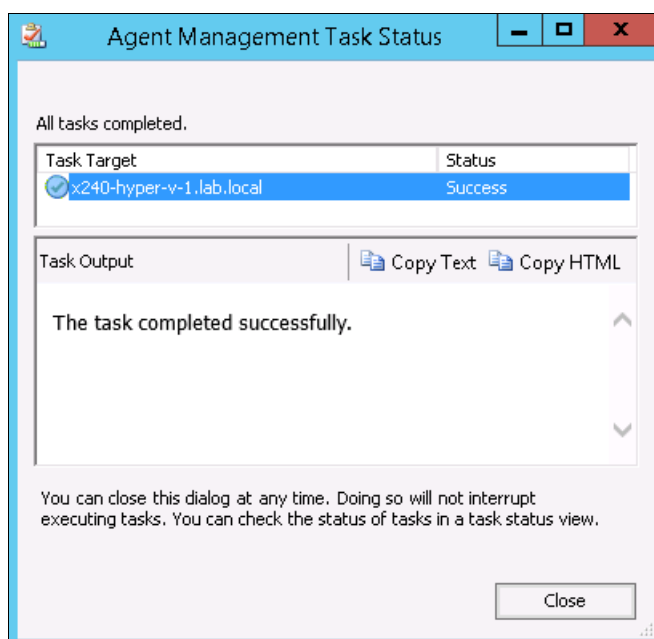 Agent Management Task Status
All tasks completed.
Task Target Status
x240-hyper-v-1.lab.local Success
Task Output Copy Text Copy HTML
The task completed successfully.
You can close this dialog at any time. Doing so will not interrupt
executing tasks. You can check the status of tasks in a task status view.
Close